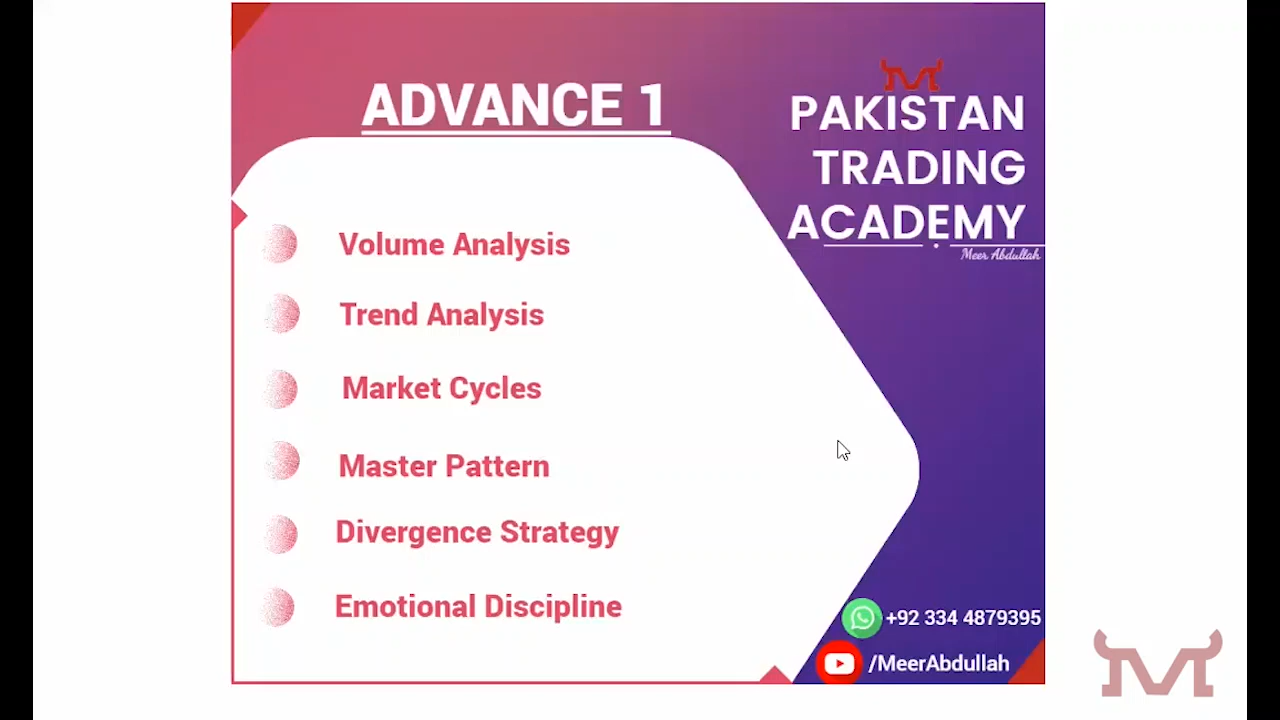 ADVANCE 1
PAKISTAN
TRADING
ACADEMY
Meer Abdullah
Volume Analysis
Trend Analysis
Market Cycles
Master Pattern
Divergence Strategy
Emotional Discipline
+92 334 4879395
/MeerAbdullah